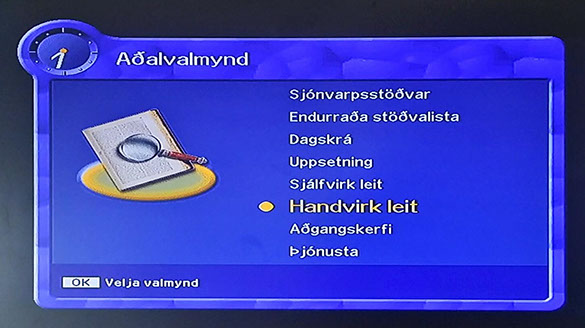 Aðalvalmynd
Sjónvarpsstöðvar
Endurraða stöðvalista
Dagskrá
Uppsetning
Sjálfvirk leit
Handvirk leit
Aðgangskerfi
Þjónusta
OK Velja valmynd